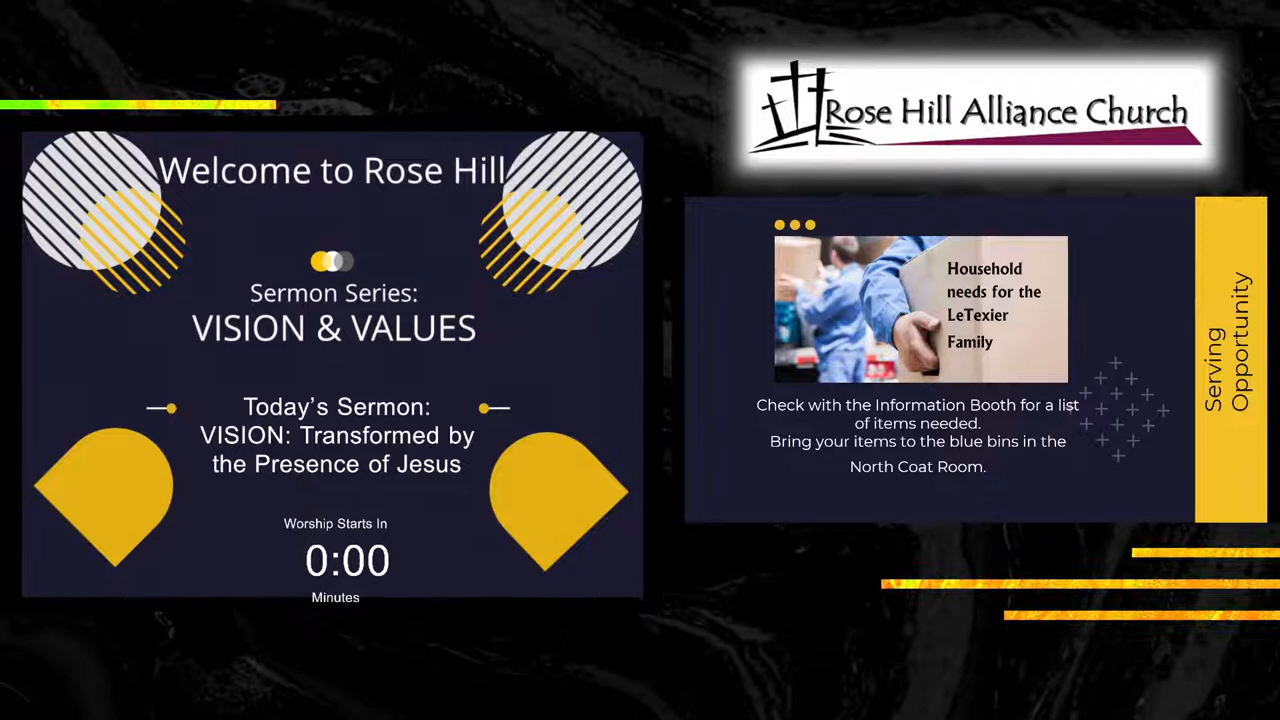 Welcome to Rose Hill
Sermon Series:
VISION & VALUES
Today's Sermon:
VISION: Transformed by
the Presence of Jesus
Worship Starts In
0:00
Minutes
Rose Hill Alliance Church
Household
needs for the
LeTexier
Family
Check with the Information Booth for a list
of items needed.
Bring your items to the blue bins in the
North Coat Room.
Serving
Opportunity